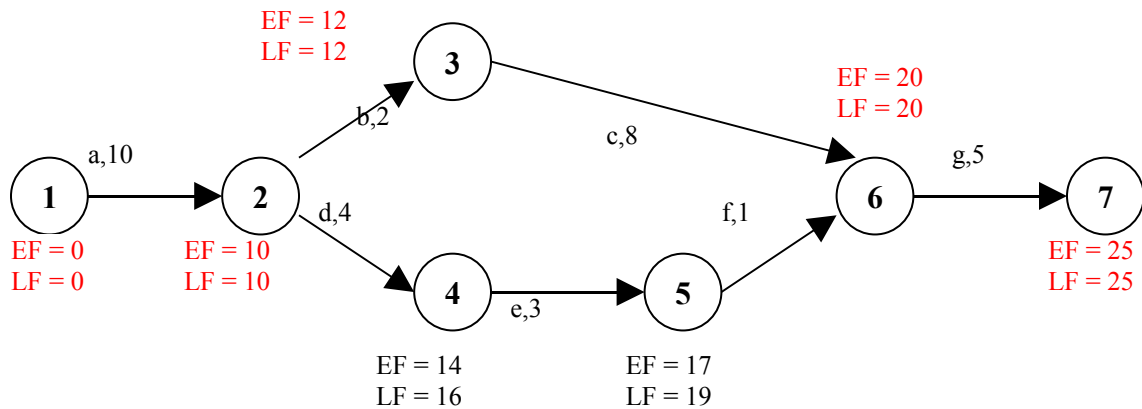 EF = 12
LF = 12
3
EF = 20
LF = 20
b,2
c,8
a,10
g,5
1
2
6
7
d,4
f,1
EF = 0
LF = 0
EF = 10
LF = 10
EF = 25
LF = 25
4
5
e,3
EF = 14
LF = 16
EF = 17
LF = 19